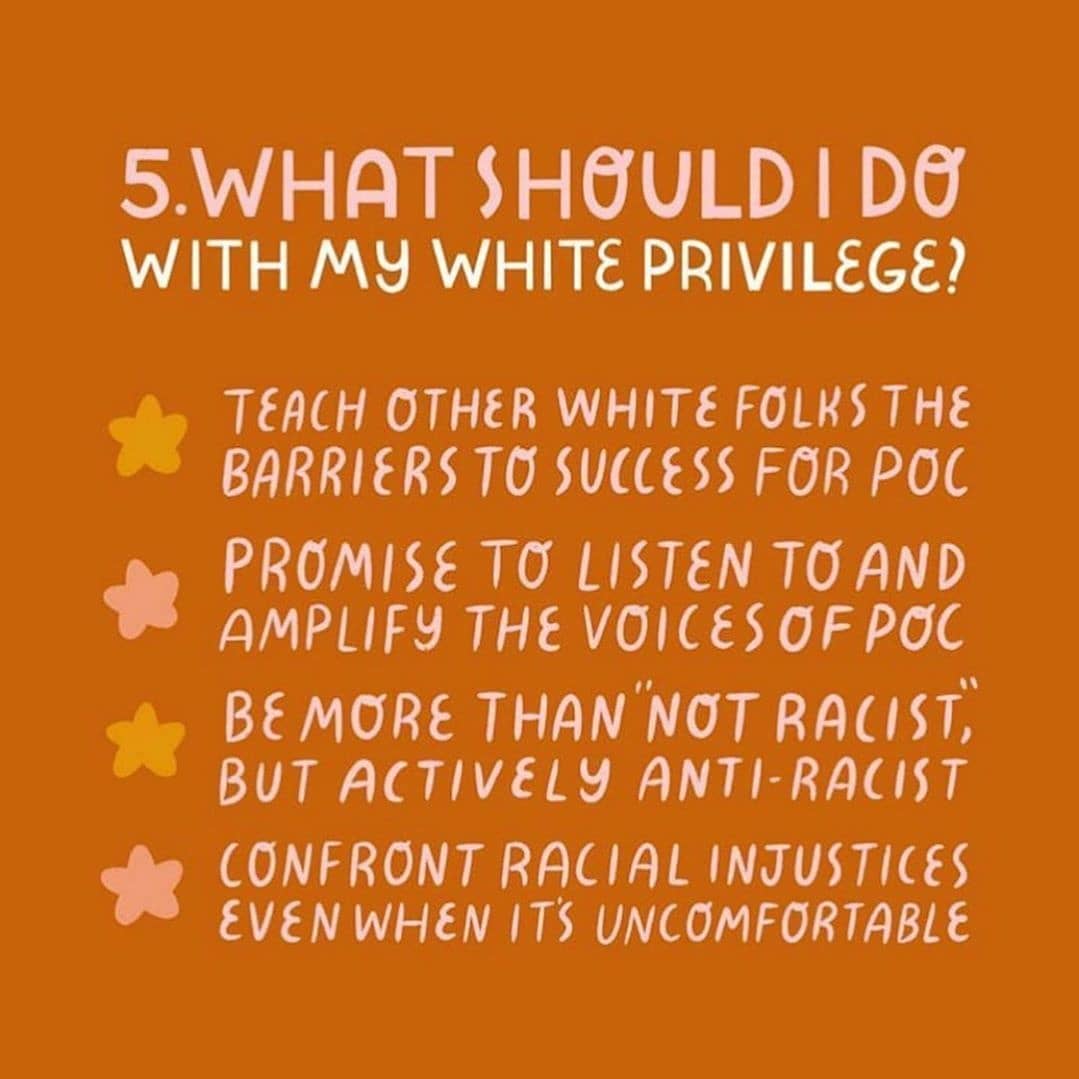 5. WHAT SHOULD I DO
WITH MY WHITE PRIVILEGE?
TEACH OTHER WHITE FOLKS THE
BARRIERS TO SUCCESS FOR POC
PROMISE TO LISTEN TO AND
AMPLIFY THE VOICES OF POC
BE MORE THAN "NOT RACIST,"
BUT ACTIVELY ANTI-RACIST
CONFRONT RACIAL INJUSTICES
EVEN WHEN IT'S UNCOMFORTABLE